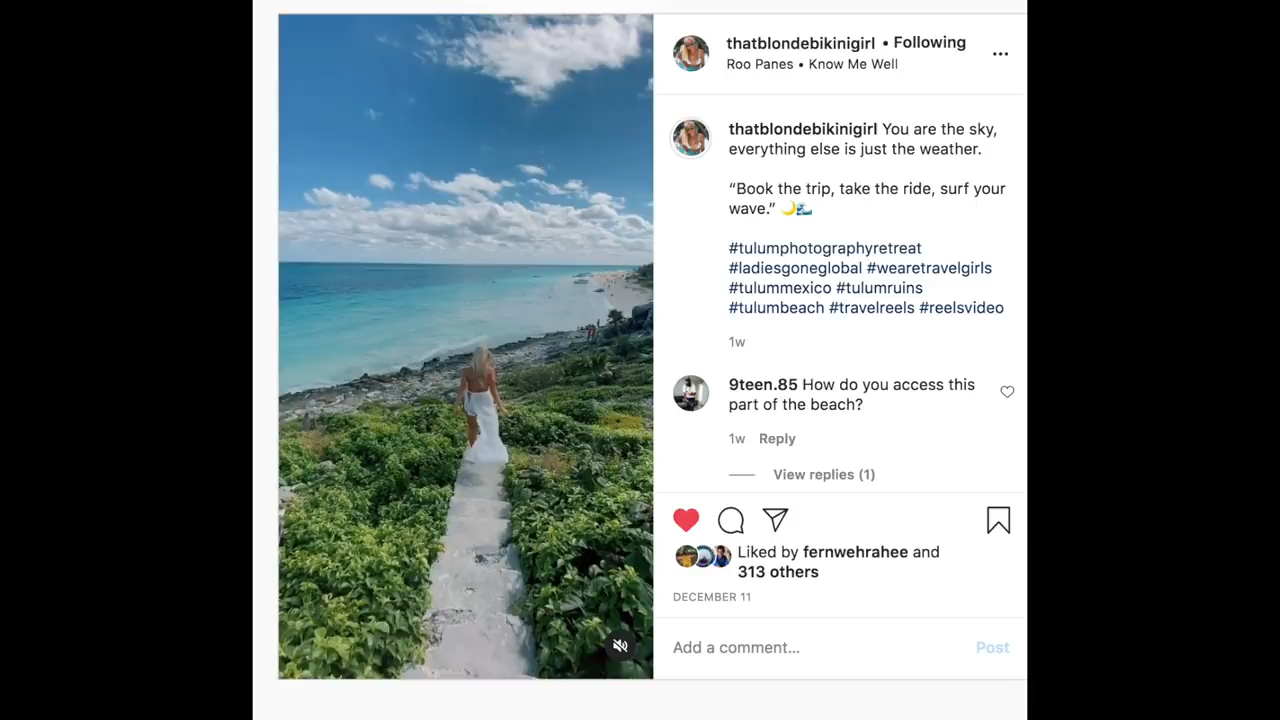 thatblondebikinigirl • Following
Roo Panes • Know Me Well
thatblondebikinigirl You are the sky,
everything else is just the weather.
“Book the trip, take the ride, surf your
wave.” 🌙🌊
#tulumphotographyretreat
#ladiesgoneglobal #wearetravelgirls
#tulummexico #tulumruins
#tulumbeach #travelreels #reelsvideo
1w
9teen.85 How do you access this
part of the beach?
1w Reply
View replies (1)
Liked by fernwehrahee and
313 others
DECEMBER 11
Add a comment... Post